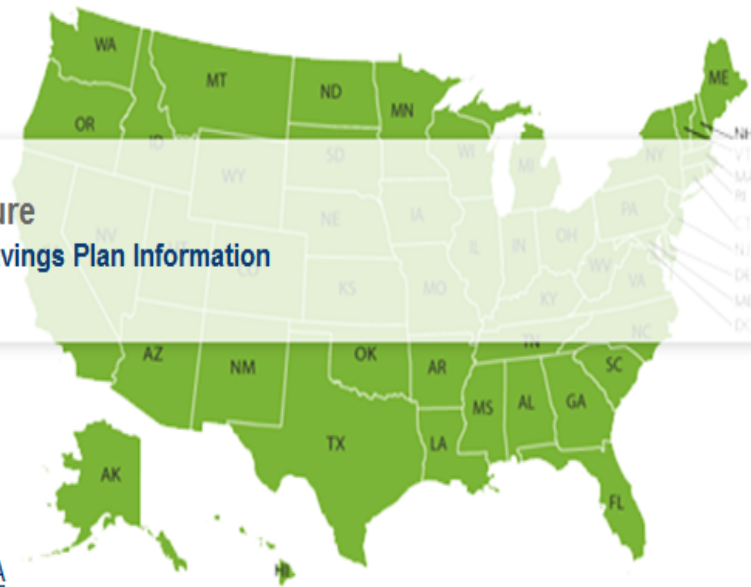 WA
MT
ND
MN
ME
OR
ID
NH
SD
WI
MI
NY
VT
WY
MA
RI
ure
NE
IA
PA
CT
NV
IL
IN
OH
NJ
vings Plan Information
CO
WV
DE
KS
MO
KY
VA
MD
DC
NC
TN
AZ
NM
OK
AR
SC
MS
AL
GA
TX
LA
AK
FL
HI
A